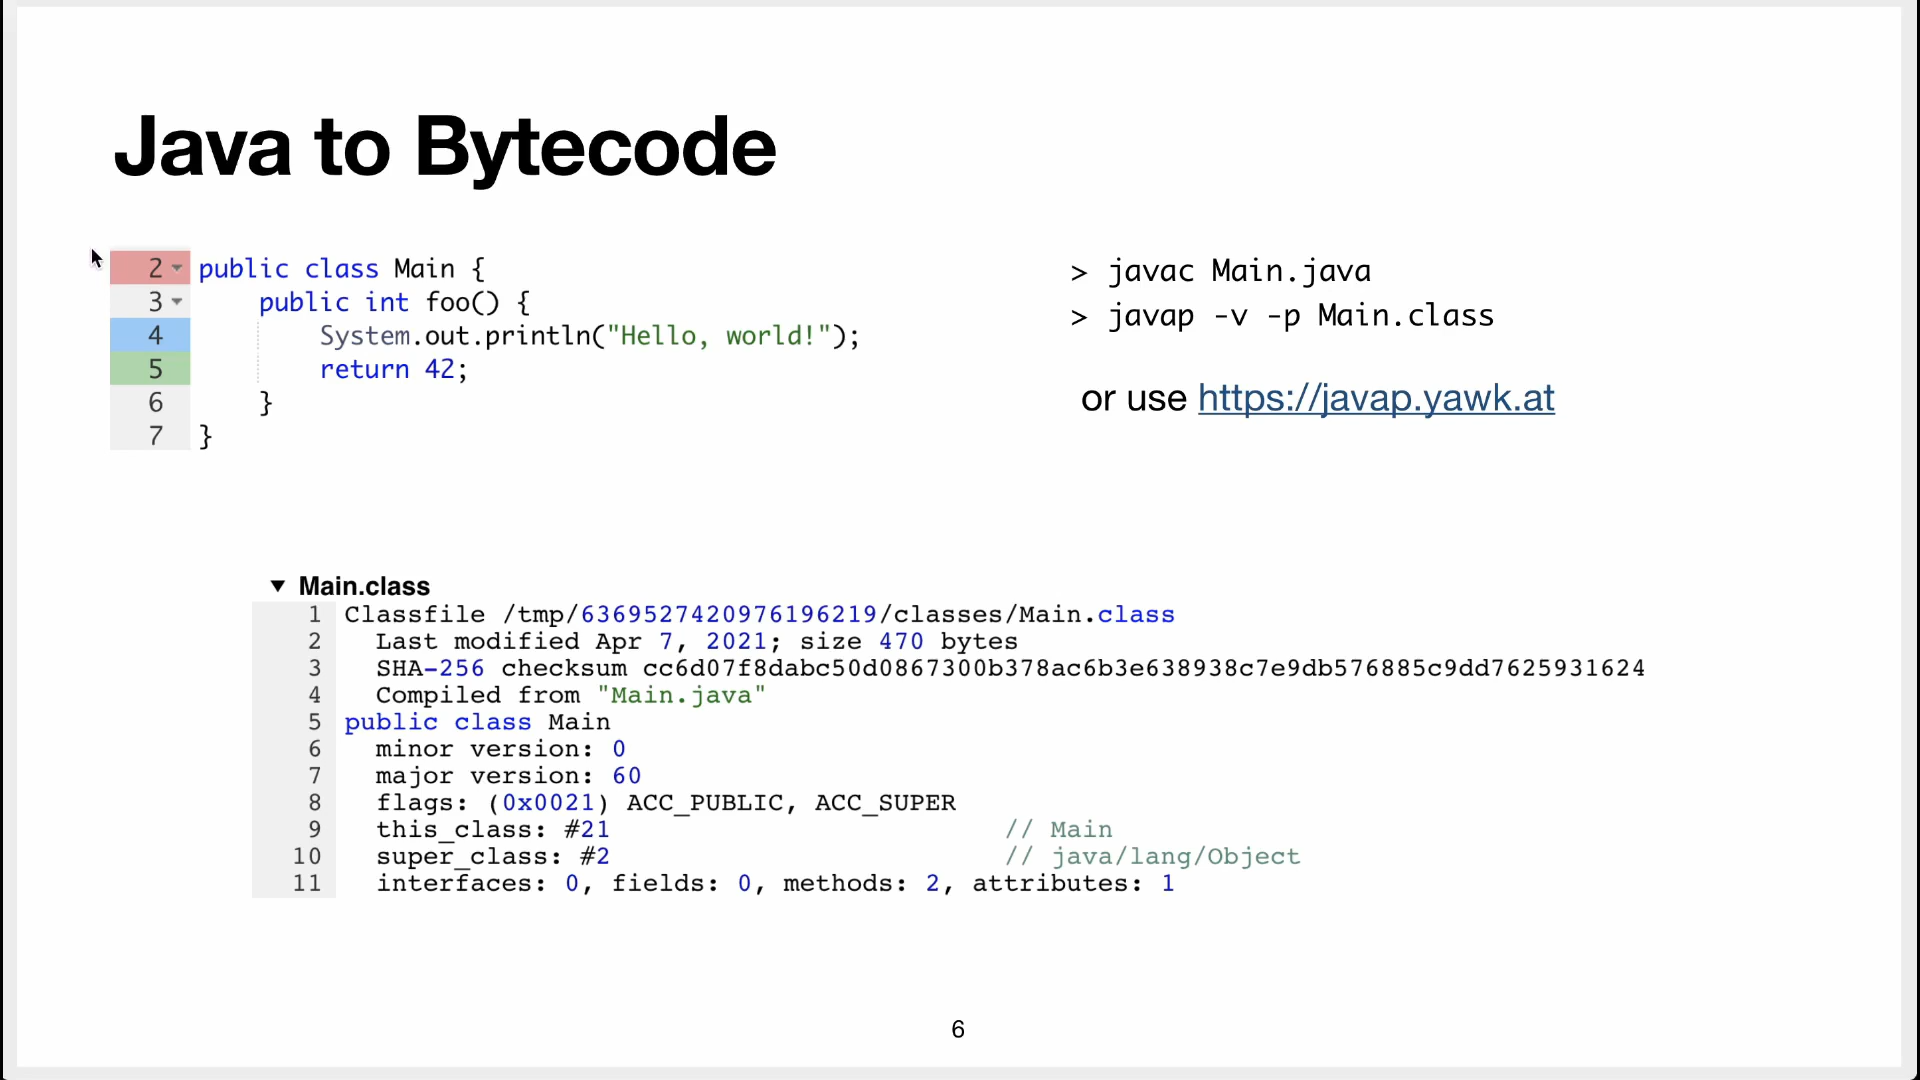 Java to Bytecode
2 public class Main {
3 public int foo() {
4 System.out.println("Hello, world!");
5 return 42;
6 }
7 }
> javac Main.java
> javap -v -p Main.class
or use https://javap.yawk.at
Main.class
1 Classfile /tmp/6369527420976196219/classes/Main.class
2 Last modified Apr 7, 2021; size 470 bytes
3 SHA-256 checksum cc6d07f8dabc50d0867300b378ac6b3e638938c7e9db576885c9dd7625931624
4 Compiled from "Main.java"
5 public class Main
6 minor version: 0
7 major version: 60
8 flags: (0x0021) ACC_PUBLIC, ACC_SUPER
9 this_class: #21 // Main
10 super_class: #2 // java/lang/Object
11 interfaces: 0, fields: 0, methods: 2, attributes: 1
6